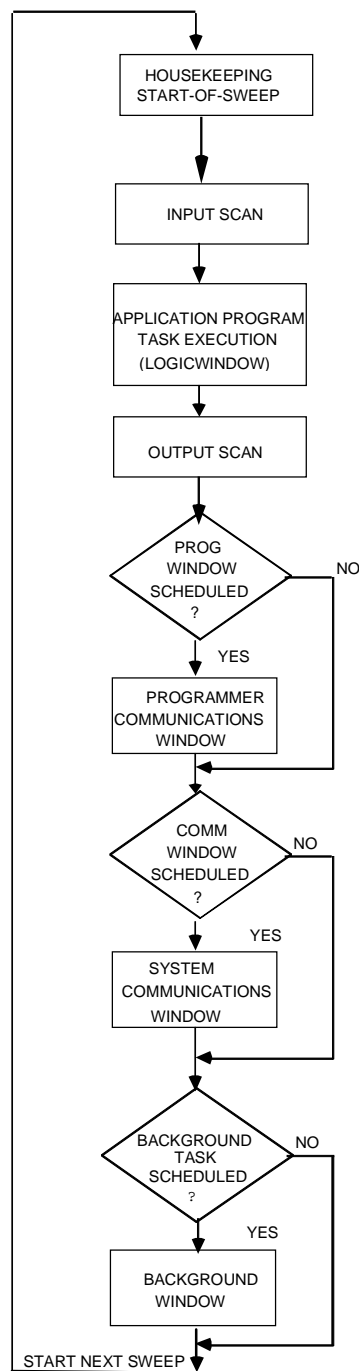 HOUSEKEEPING
START-OF-SWEEP
INPUT SCAN
APPLICATION PROGRAM
TASK EXECUTION
(LOGICWINDOW)
OUTPUT SCAN
PROG
WINDOW
SCHEDULED
?
NO
YES
PROGRAMMER
COMMUNICATIONS
WINDOW
COMM
WINDOW
SCHEDULED
?
NO
YES
SYSTEM
COMMUNICATIONS
WINDOW
BACKGROUND
TASK
SCHEDULED
?
NO
YES
BACKGROUND
WINDOW
START NEXT SWEEP